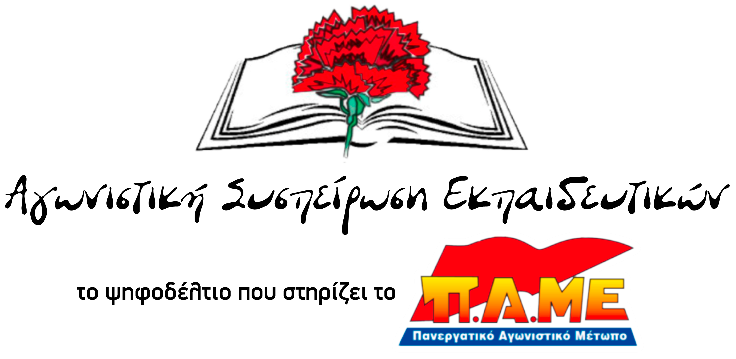 Αγωνιστική Συσπείρωση Εκπαιδευτικών
το ψηφοδέλτιο που στηρίζει το
Π.Α.ΜΕ
Πανεργατικό Αγωνιστικό Μέτωπο